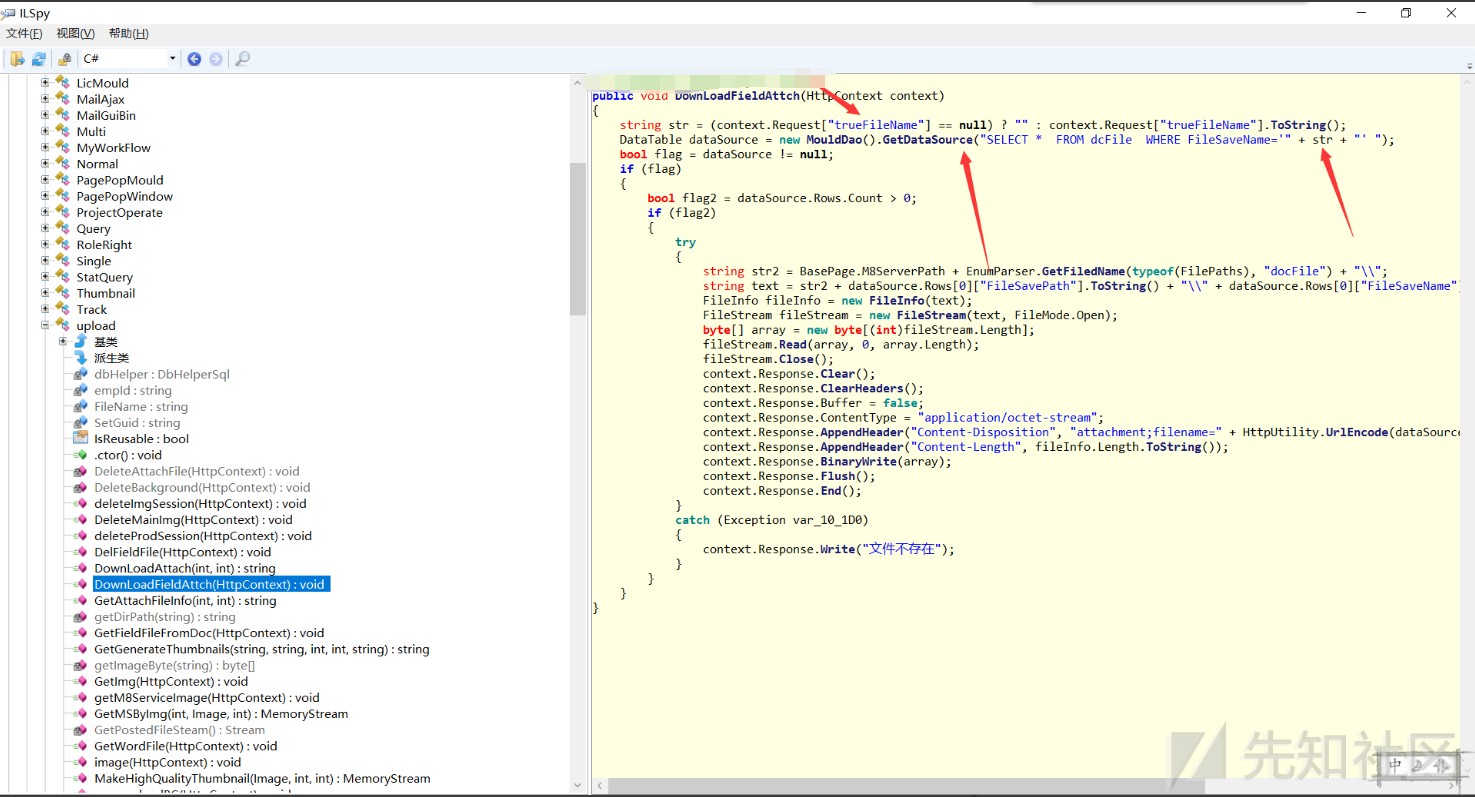 ILSpy
文件(F) 视图(V) 帮助(H)
C#
LicMould
MailAjax
MailGuiBin
Multi
MyWorkFlow
Normal
PagePopMould
PagePopWindow
ProjectOperate
Query
RoleRight
Single
StatQuery
Thumbnail
Track
upload
基类
派生类
dbHelper : DbHelperSql
empId : string
FileName : string
SetGuid : string
IsReusable : bool
.ctor() : void
DeleteAttachFile(HttpContext) : void
DeleteBackground(HttpContext) : void
deleteImgSession(HttpContext) : void
DeleteMainImg(HttpContext) : void
deleteProdSession(HttpContext) : void
DelFieldFile(HttpContext) : void
DownLoadAttach(int, int) : string
DownLoadFieldAttch(HttpContext) : void
GetAttachFileInfo(int, int) : string
getDirPath(string) : string
GetFieldFileFromDoc(HttpContext) : void
GetGenerateThumbnails(string, string, int, int, string) : string
getImageByte(string) : byte[]
GetImg(HttpContext) : void
getM8ServiceImage(HttpContext) : void
GetMSByImg(int, Image, int) : MemoryStream
GetPostedFileSteam() : Stream
GetWordFile(HttpContext) : void
image(HttpContext) : void
MakeHighQualityThumbnail(Image, int, int) : MemoryStream
public void DownLoadFieldAttch(HttpContext context)
{
string str = (context.Request["trueFileName"] == null) ? "" : context.Request["trueFileName"].ToString();
DataTable dataSource = new MouldDao().GetDataSource("SELECT *  FROM dcFile  WHERE FileSaveName='" + str + "' ");
bool flag = dataSource != null;
if (flag)
{
bool flag2 = dataSource.Rows.Count > 0;
if (flag2)
{
try
{
string str2 = BasePage.M8ServerPath + EnumParser.GetFiledName(typeof(FilePaths), "docFile") + "\\";
string text = str2 + dataSource.Rows[0]["FileSavePath"].ToString() + "\\" + dataSource.Rows[0]["FileSaveName"]
FileInfo fileInfo = new FileInfo(text);
FileStream fileStream = new FileStream(text, FileMode.Open);
byte[] array = new byte[(int)fileStream.Length];
fileStream.Read(array, 0, array.Length);
fileStream.Close();
context.Response.Clear();
context.Response.ClearHeaders();
context.Response.Buffer = false;
context.Response.ContentType = "application/octet-stream";
context.Response.AppendHeader("Content-Disposition", "attachment;filename=" + HttpUtility.UrlEncode(dataSource
context.Response.AppendHeader("Content-Length", fileInfo.Length.ToString());
context.Response.BinaryWrite(array);
context.Response.Flush();
context.Response.End();
}
catch (Exception var_10_1D0)
{
context.Response.Write("文件不存在");
}
}
}
}
先知社区
中